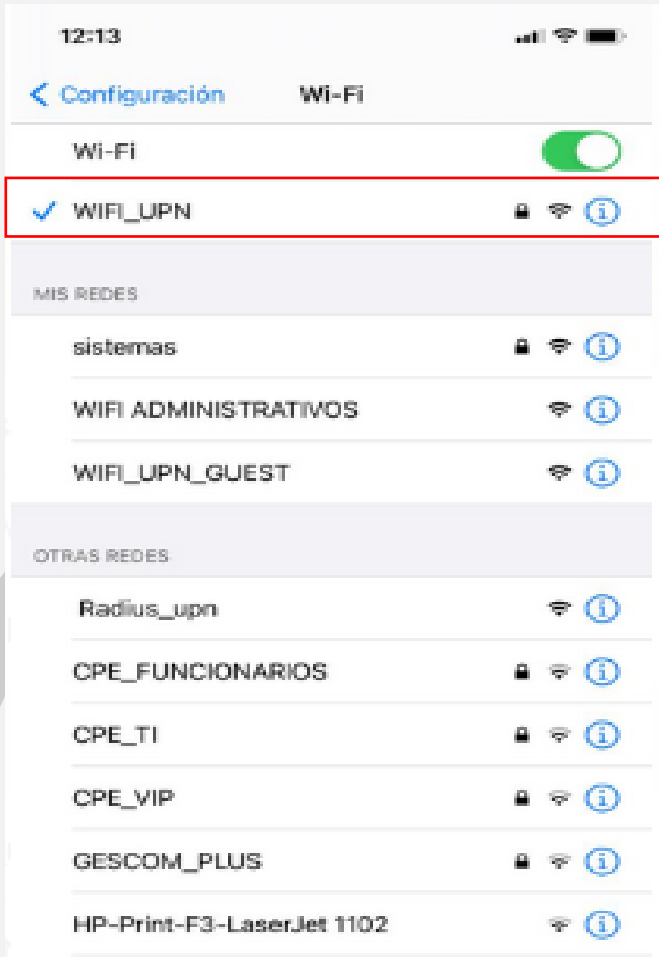 12:13
Configuración Wi-Fi
Wi-Fi
WIFI_UPN
MIS REDES
sistemas
WIFI ADMINISTRATIVOS
WIFI_UPN_GUEST
OTRAS REDES
Radius_upn
CPE_FUNCIONARIOS
CPE_TI
CPE_VIP
GESCOM_PLUS
HP-Print-F3-LaserJet 1102